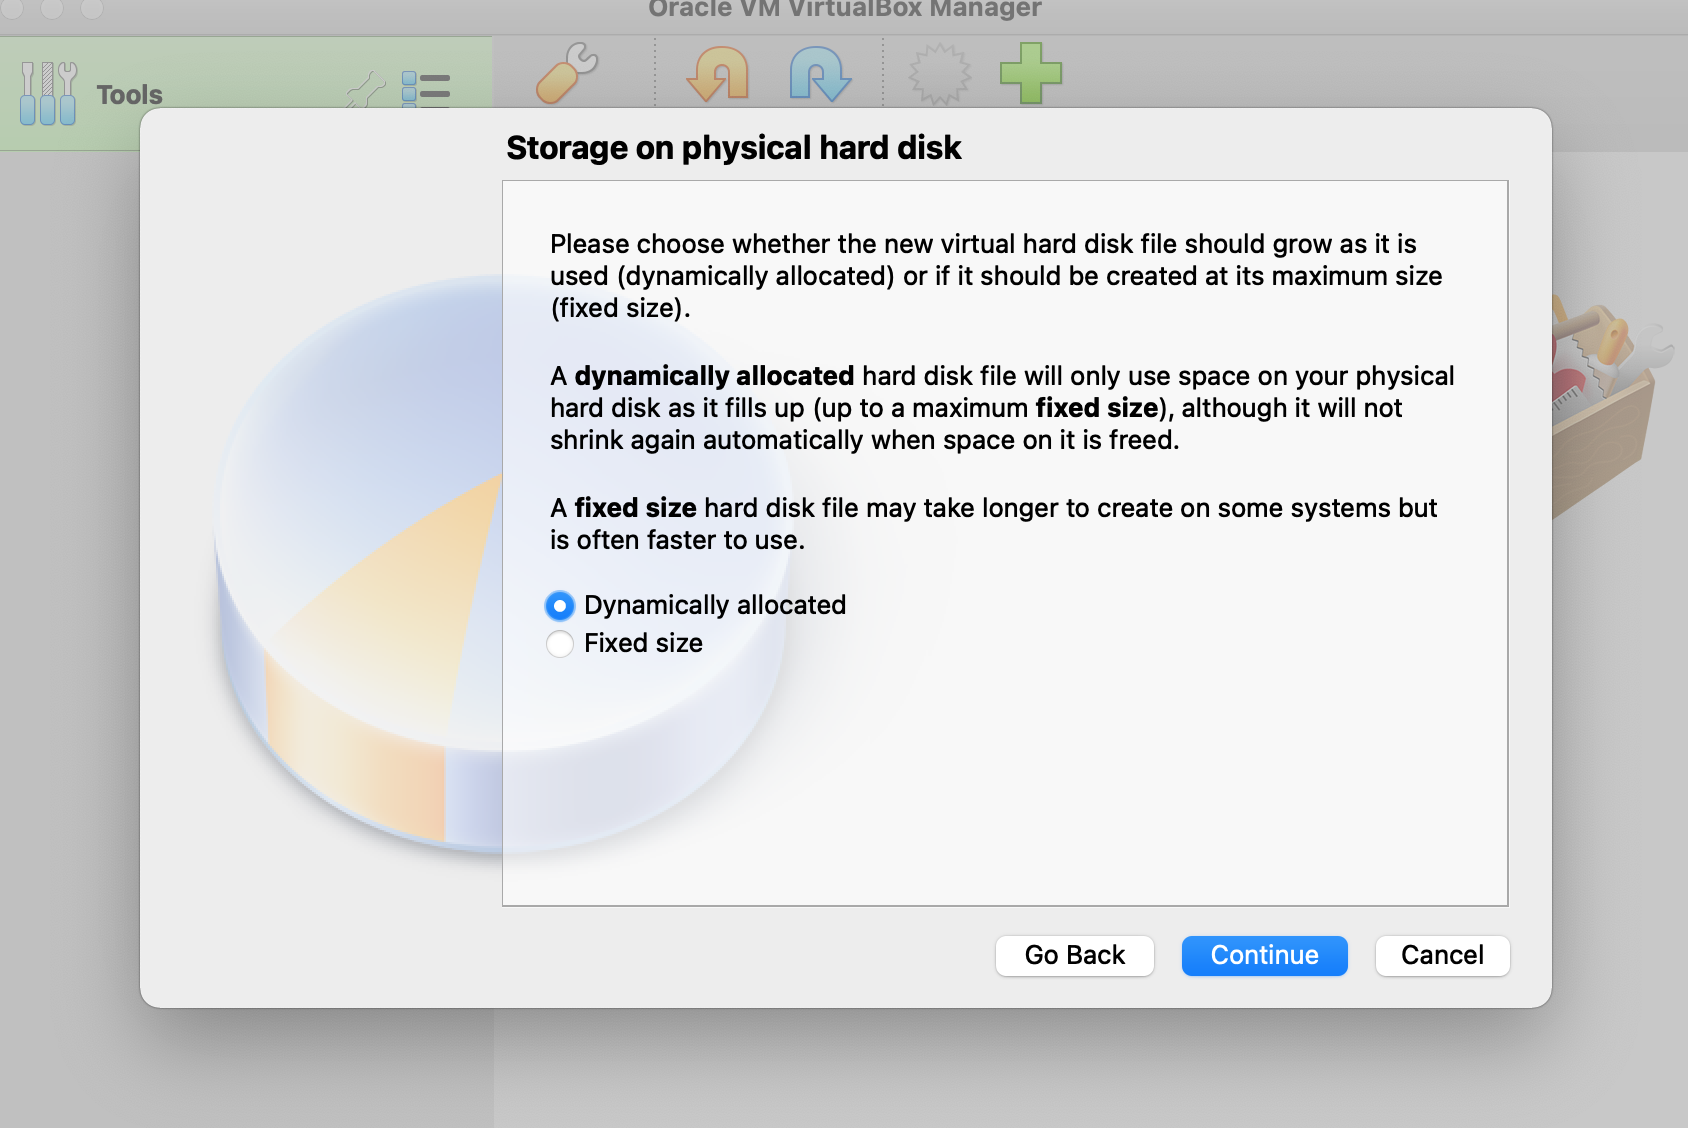 Oracle VM VirtualBox Manager
Tools
Storage on physical hard disk
Please choose whether the new virtual hard disk file should grow as it is
used (dynamically allocated) or if it should be created at its maximum size
(fixed size).
A dynamically allocated hard disk file will only use space on your physical
hard disk as it fills up (up to a maximum fixed size), although it will not
shrink again automatically when space on it is freed.
A fixed size hard disk file may take longer to create on some systems but
is often faster to use.
Dynamically allocated
Fixed size
Go Back
Continue
Cancel